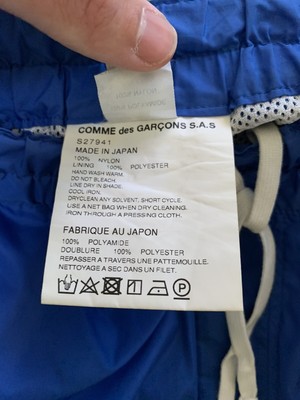 COMME des GARÇONS S.A.S
S27941
MADE IN JAPAN
100% NYLON
LINING 100% POLYESTER
HAND WASH WARM.
DO NOT BLEACH.
LINE DRY IN SHADE.
COOL IRON.
DRYCLEAN ANY SOLVENT, SHORT CYCLE.
USE A NET BAG WHEN DRY CLEANING.
IRON THROUGH A PRESSING CLOTH.
FABRIQUE AU JAPON
100% POLYAMIDE
DOUBLURE 100% POLYESTER
REPASSER A TRAVERS UNE PATTEMOUILLE.
NETTOYAGE A SEC DANS UN FILET.